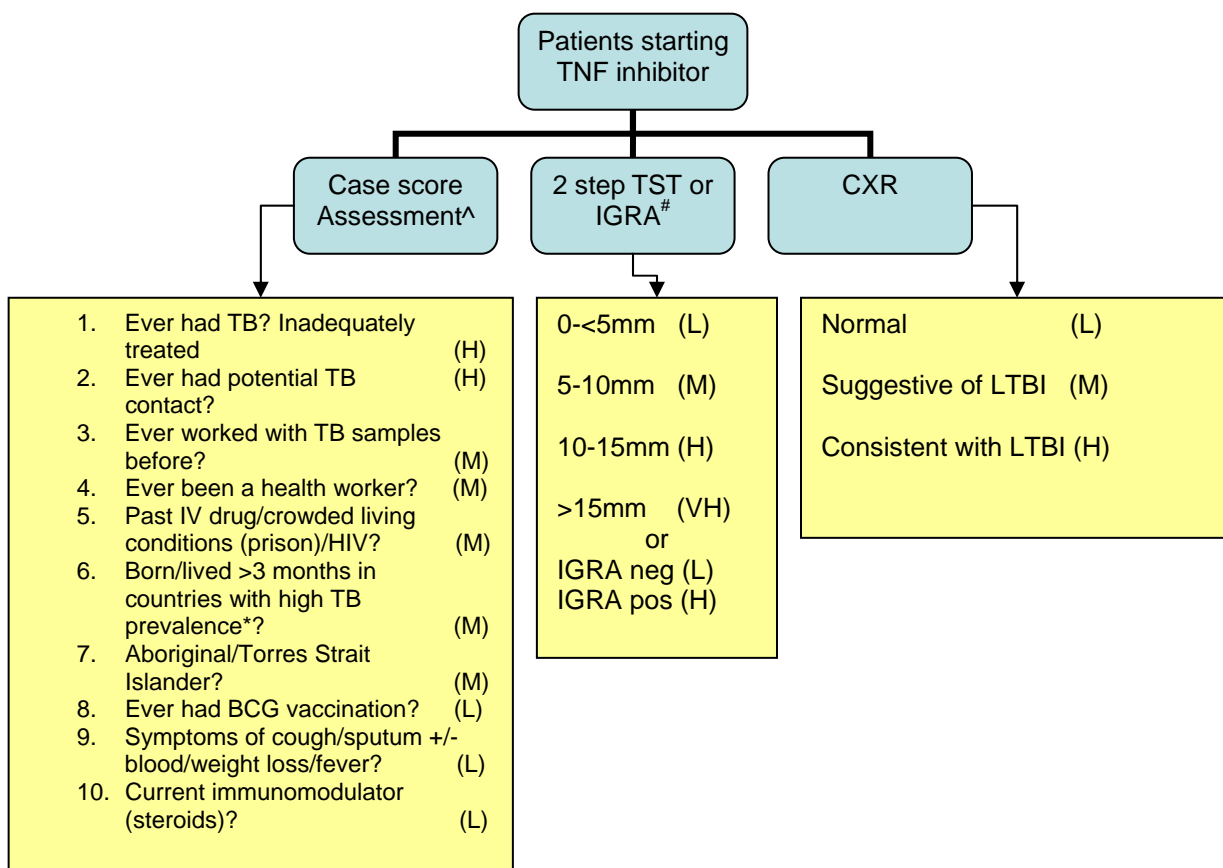 Patients starting
TNF inhibitor
Case score
Assessment^
2 step TST or
IGRA#
CXR
1. Ever had TB? Inadequately
treated (H)
2. Ever had potential TB (H)
contact?
3. Ever worked with TB samples
before? (M)
4. Ever been a health worker? (M)
5. Past IV drug/crowded living
conditions (prison)/HIV? (M)
6. Born/lived >3 months in
countries with high TB
prevalence*? (M)
7. Aboriginal/Torres Strait
Islander? (M)
8. Ever had BCG vaccination? (L)
9. Symptoms of cough/sputum +/-
blood/weight loss/fever? (L)
10. Current immunomodulator
(steroids)? (L)
0-<5mm (L)
5-10mm (M)
10-15mm (H)
>15mm (VH)
or
IGRA neg (L)
IGRA pos (H)
Normal (L)
Suggestive of LTBI (M)
Consistent with LTBI (H)